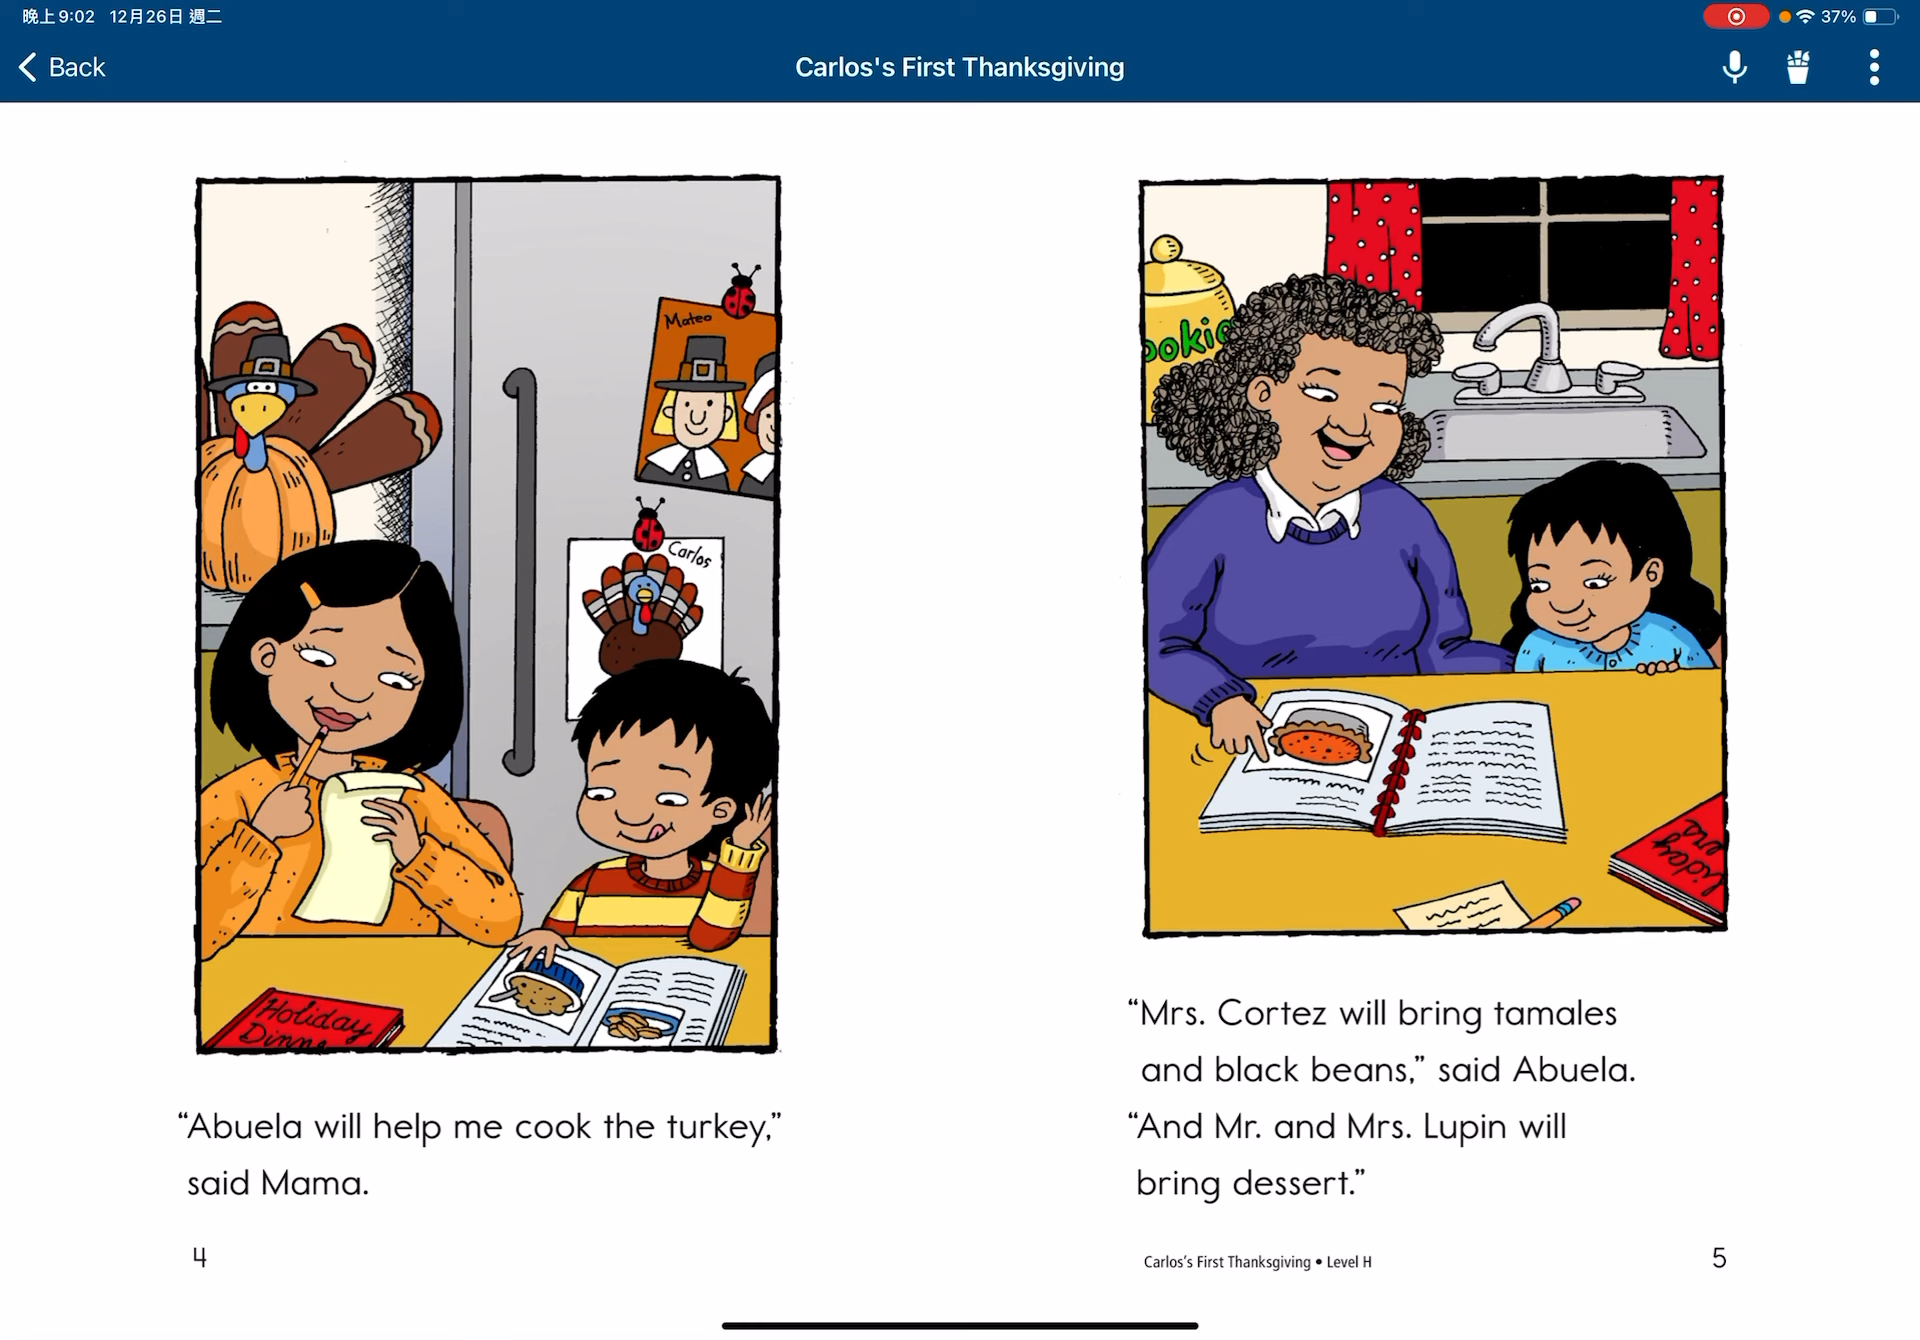 晚上9:02 12月26日 週二
37%
Back
Carlos's First Thanksgiving
Mateo
Carlos
Holiday
Dinne
ookie
“Abuela will help me cook the turkey,”
said Mama.
4
“Mrs. Cortez will bring tamales
and black beans,” said Abuela.
“And Mr. and Mrs. Lupin will
bring dessert.”
Carlos’s First Thanksgiving • Level H
5